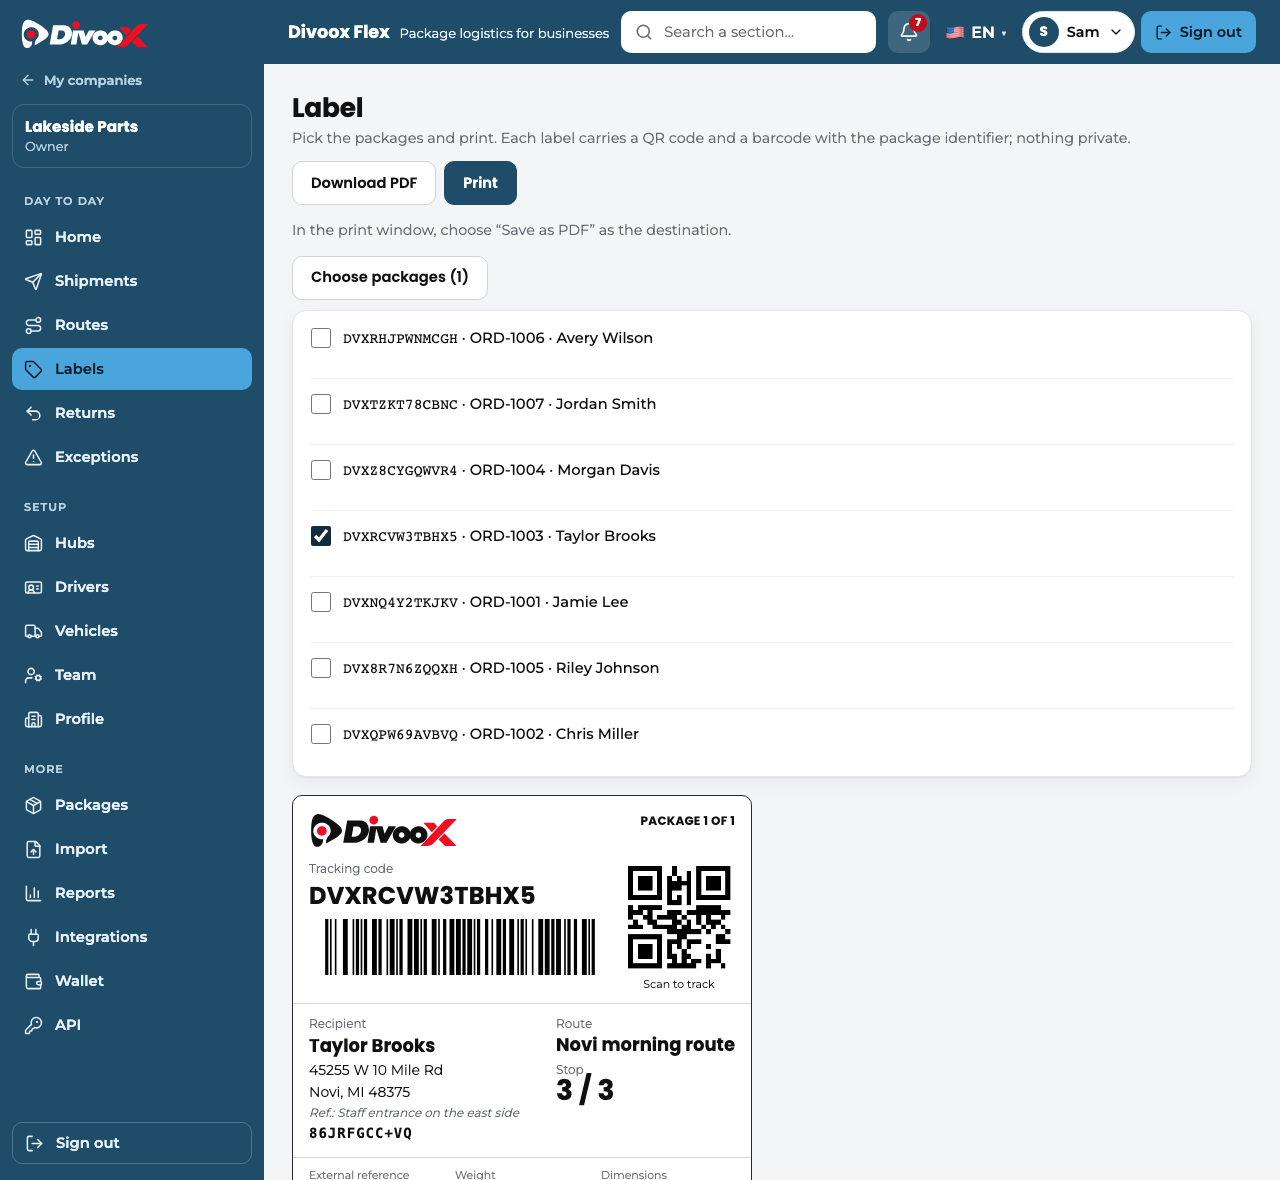 DivooX
Divoox Flex Package logistics for businesses
Search a section...
7
🇺🇸 EN ▾
S Sam
Sign out
My companies
Lakeside Parts
Owner
DAY TO DAY
Home
Shipments
Routes
Labels
Returns
Exceptions
SETUP
Hubs
Drivers
Vehicles
Team
Profile
MORE
Packages
Import
Reports
Integrations
Wallet
API
Sign out
Label
Pick the packages and print. Each label carries a QR code and a barcode with the package identifier; nothing private.
Download PDF
Print
In the print window, choose “Save as PDF” as the destination.
Choose packages (1)
DVXRHJPWNMCGH · ORD-1006 · Avery Wilson
DVXTZKT78CBNC · ORD-1007 · Jordan Smith
DVXZ8CYGQWVR4 · ORD-1004 · Morgan Davis
DVXRCVW3TBHX5 · ORD-1003 · Taylor Brooks
DVXNQ4Y2TKJKV · ORD-1001 · Jamie Lee
DVX8R7N6ZQQXH · ORD-1005 · Riley Johnson
DVXQPW69AVBVQ · ORD-1002 · Chris Miller
DivooX
PACKAGE 1 OF 1
Tracking code
DVXRCVW3TBHX5
Scan to track
Recipient
Taylor Brooks
45255 W 10 Mile Rd
Novi, MI 48375
Ref.: Staff entrance on the east side
86JRFGCC+VQ
Route
Novi morning route
Stop
3 / 3
External reference
Weight
Dimensions